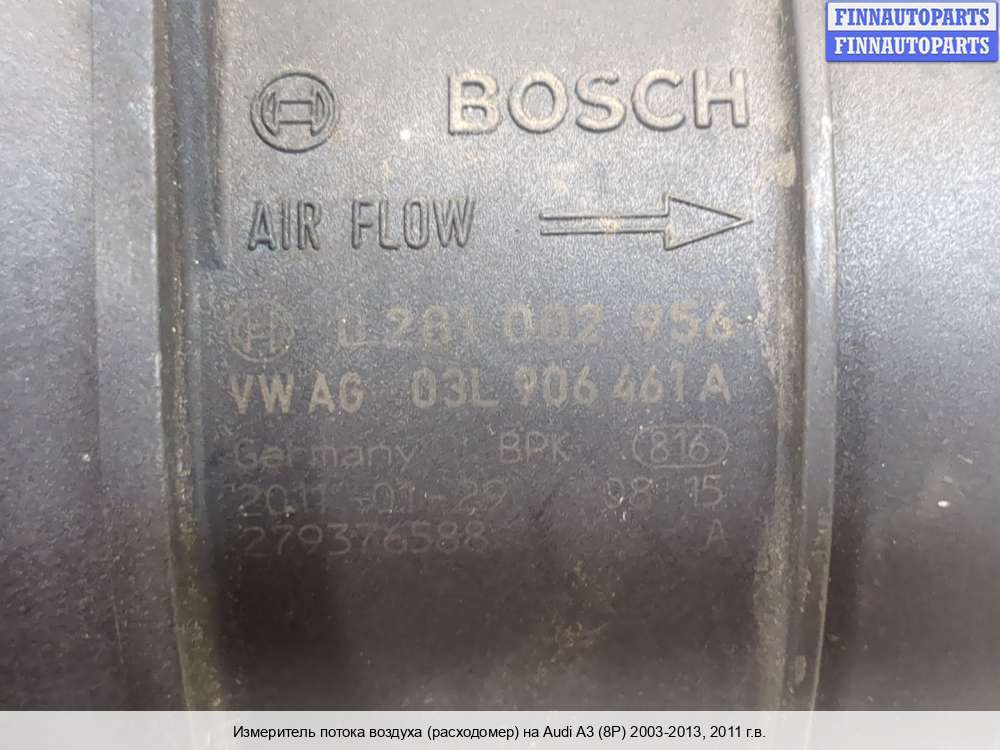 FINNAUTOPARTS
FINNAUTOPARTS
BOSCH
AIR FLOW
0 281 002 956
VW AG 03L 906 461 A
Germany BPK 816
2011-01-29 08 15
279376588 A
Измеритель потока воздуха (расходомер) на Audi A3 (8P) 2003-2013, 2011 г.в.